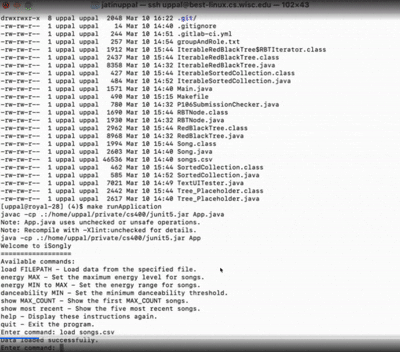 jatinuppal — ssh uppal@best-linux.cs.wisc.edu — 102×43
drwxrwxr-x 8 uppal uppal 2048 Mar 10 16:22 .git/
-rw-rw-r-- 1 uppal uppal 14 Mar 10 14:40 .gitignore
-rw-rw-r-- 1 uppal uppal 244 Mar 10 14:51 .gitlab-ci.yml
-rw-rw-r-- 1 uppal uppal 257 Mar 10 14:54 groupAndRole.txt
-rw-rw-r-- 1 uppal uppal 1912 Mar 10 15:44 IterableRedBlackTree$RBTIterator.class
-rw-rw-r-- 1 uppal uppal 4427 Mar 10 15:44 IterableRedBlackTree.class
-rw-rw-r-- 1 uppal uppal 8358 Mar 10 14:32 IterableRedBlackTree.java
-rw-rw-r-- 1 uppal uppal 427 Mar 10 15:44 IterableSortedCollection.class
-rw-rw-r-- 1 uppal uppal 484 Mar 10 14:52 IterableSortedCollection.java
-rw-rw-r-- 1 uppal uppal 1571 Mar 10 14:40 Main.java
-rw-rw-r-- 1 uppal uppal 490 Mar 10 15:15 Makefile
-rw-rw-r-- 1 uppal uppal 780 Mar 10 14:32 P106SubmissionChecker.java
-rw-rw-r-- 1 uppal uppal 1690 Mar 10 15:44 RBTNode.class
-rw-rw-r-- 1 uppal uppal 1930 Mar 10 14:32 RBTNode.java
-rw-rw-r-- 1 uppal uppal 2962 Mar 10 15:44 RedBlackTree.class
-rw-rw-r-- 1 uppal uppal 8968 Mar 10 14:32 RedBlackTree.java
-rw-rw-r-- 1 uppal uppal 1994 Mar 10 15:44 Song.class
-rw-rw-r-- 1 uppal uppal 2603 Mar 10 14:40 Song.java
-rw-rw-r-- 1 uppal uppal 46536 Mar 10 14:40 songs.csv
-rw-rw-r-- 1 uppal uppal 462 Mar 10 15:44 SortedCollection.class
-rw-rw-r-- 1 uppal uppal 585 Mar 10 14:52 SortedCollection.java
-rw-rw-r-- 1 uppal uppal 7021 Mar 10 14:49 TextUITester.java
-rw-rw-r-- 1 uppal uppal 2442 Mar 10 15:44 Tree_Placeholder.class
-rw-rw-r-- 1 uppal uppal 2617 Mar 10 14:40 Tree_Placeholder.java
[uppal@royal-28] (4)$ make runApplication
javac -cp .:/home/uppal/private/cs400/junit5.jar App.java
Note: App.java uses unchecked or unsafe operations.
Note: Recompile with -Xlint:unchecked for details.
java -cp .:/home/uppal/private/cs400/junit5.jar App
Welcome to iSongly
==================
Available commands:
load FILEPATH - Load data from the specified file.
energy MAX - Set the maximum energy level for songs.
energy MIN to MAX - Set the energy range for songs.
danceability MIN - Set the minimum danceability threshold.
show MAX_COUNT - Show the first MAX_COUNT songs.
show most recent - Show the five most recent songs.
help - Display these instructions again.
quit - Exit the program.
Enter command: load songs.csv
Data loaded successfully.
Enter command: